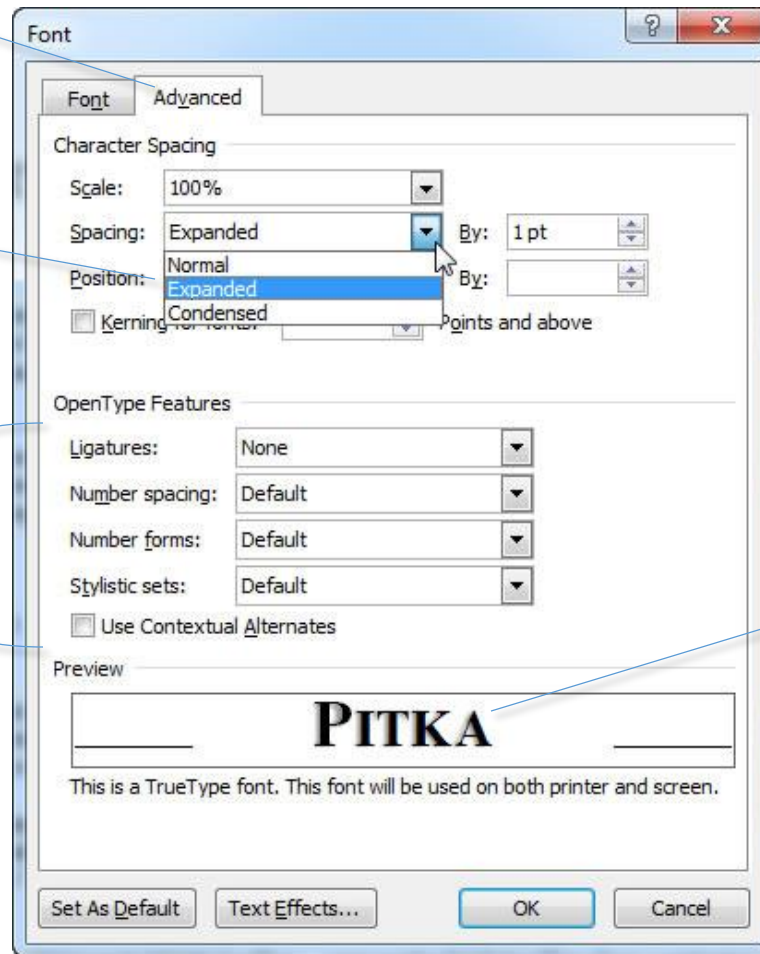 Font
Font Advanced
Character Spacing
Scale: 100%
Spacing: Expanded By: 1 pt
Normal
Position: Expanded By:
Condensed
Kerning for fonts: Points and above
OpenType Features
Ligatures: None
Number spacing: Default
Number forms: Default
Stylistic sets: Default
Use Contextual Alternates
Preview
PITKA
This is a TrueType font. This font will be used on both printer and screen.
Set As Default Text Effects... OK Cancel